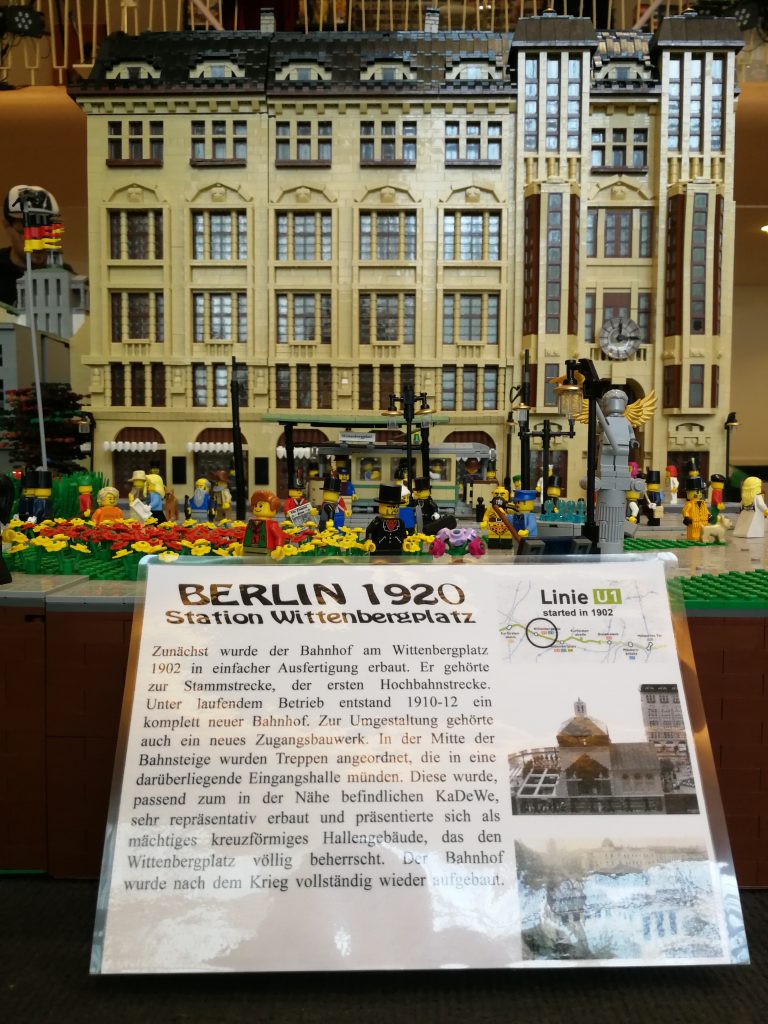 Wittenbergplatz
BERLIN 1920
Station Wittenbergplatz
Linie U1
started in 1902
Zunächst wurde der Bahnhof am Wittenbergplatz
1902 in einfacher Ausfertigung erbaut. Er gehörte
zur Stammstrecke, der ersten Hochbahnstrecke.
Unter laufendem Betrieb entstand 1910-12 ein
komplett neuer Bahnhof. Zur Umgestaltung gehörte
auch ein neues Zugangsbauwerk. In der Mitte der
Bahnsteige wurden Treppen angeordnet, die in eine
darüberliegende Eingangshalle münden. Diese wurde,
passend zum in der Nähe befindlichen KaDeWe,
sehr repräsentativ erbaut und präsentierte sich als
mächtiges kreuzförmiges Hallengebäude, das den
Wittenbergplatz völlig beherrscht. Der Bahnhof
wurde nach dem Krieg vollständig wieder aufgebaut.